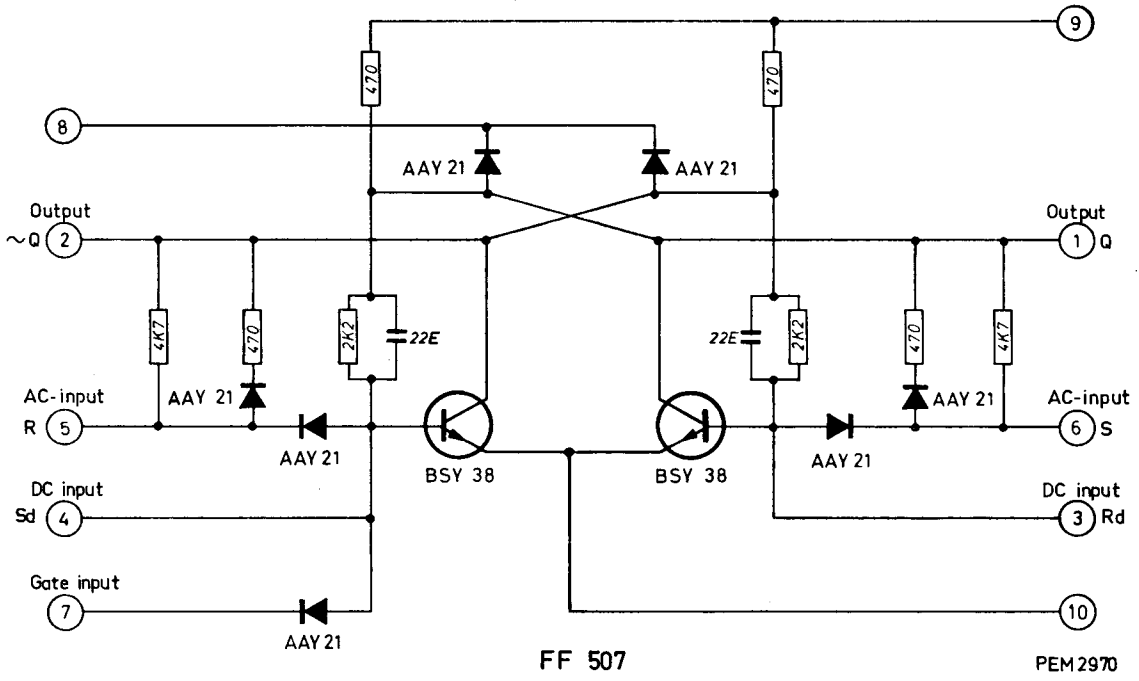 9
470
470
8
AAY 21
AAY 21
Output
~Q 2
Output
1 Q
4K7
470
2K2
22E
22E
2K2
470
4K7
AC-input
R 5
AAY 21
AAY 21
AAY 21
AC-input
6 S
AAY 21
BSY 38
BSY 38
DC input
Sd 4
DC input
3 Rd
Gate input
7
AAY 21
10
FF 507
PEM2970